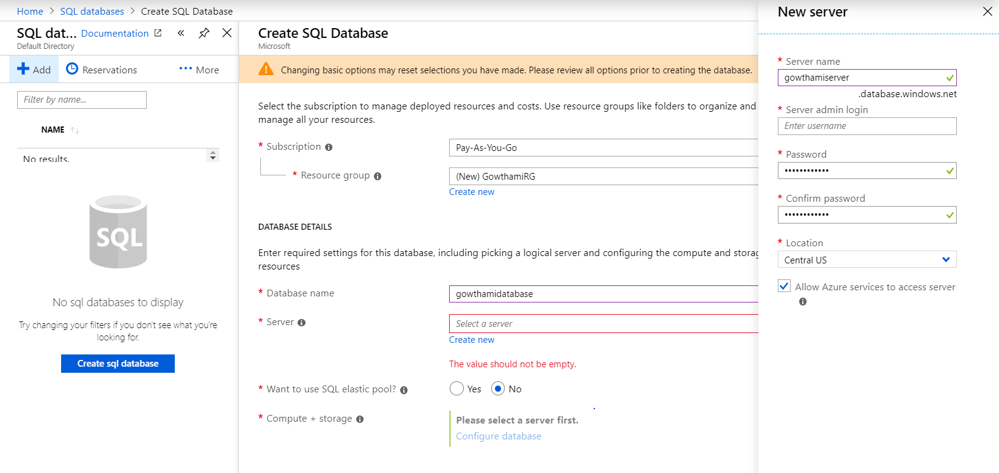 Home > SQL databases > Create SQL Database
SQL dat... Documentation
Default Directory
Add Reservations ··· More
Filter by name...
NAME
No results.
SQL
No sql databases to display
Try changing your filters if you don't see what you're
looking for.
Create sql database
Create SQL Database
Microsoft
Changing basic options may reset selections you have made. Please review all options prior to creating the database.
Select the subscription to manage deployed resources and costs. Use resource groups like folders to organize and
manage all your resources.
* Subscription
Pay-As-You-Go
* Resource group
(New) GowthamiRG
Create new
DATABASE DETAILS
Enter required settings for this database, including picking a logical server and configuring the compute and storag
resources
* Database name
gowthamidatabase
* Server
Select a server
Create new
The value should not be empty.
* Want to use SQL elastic pool?
Yes No
* Compute + storage
Please select a server first.
Configure database
New server
* Server name
gowthamiserver
.database.windows.net
* Server admin login
Enter username
* Password
••••••••••••
* Confirm password
••••••••••••
* Location
Central US
Allow Azure services to access server